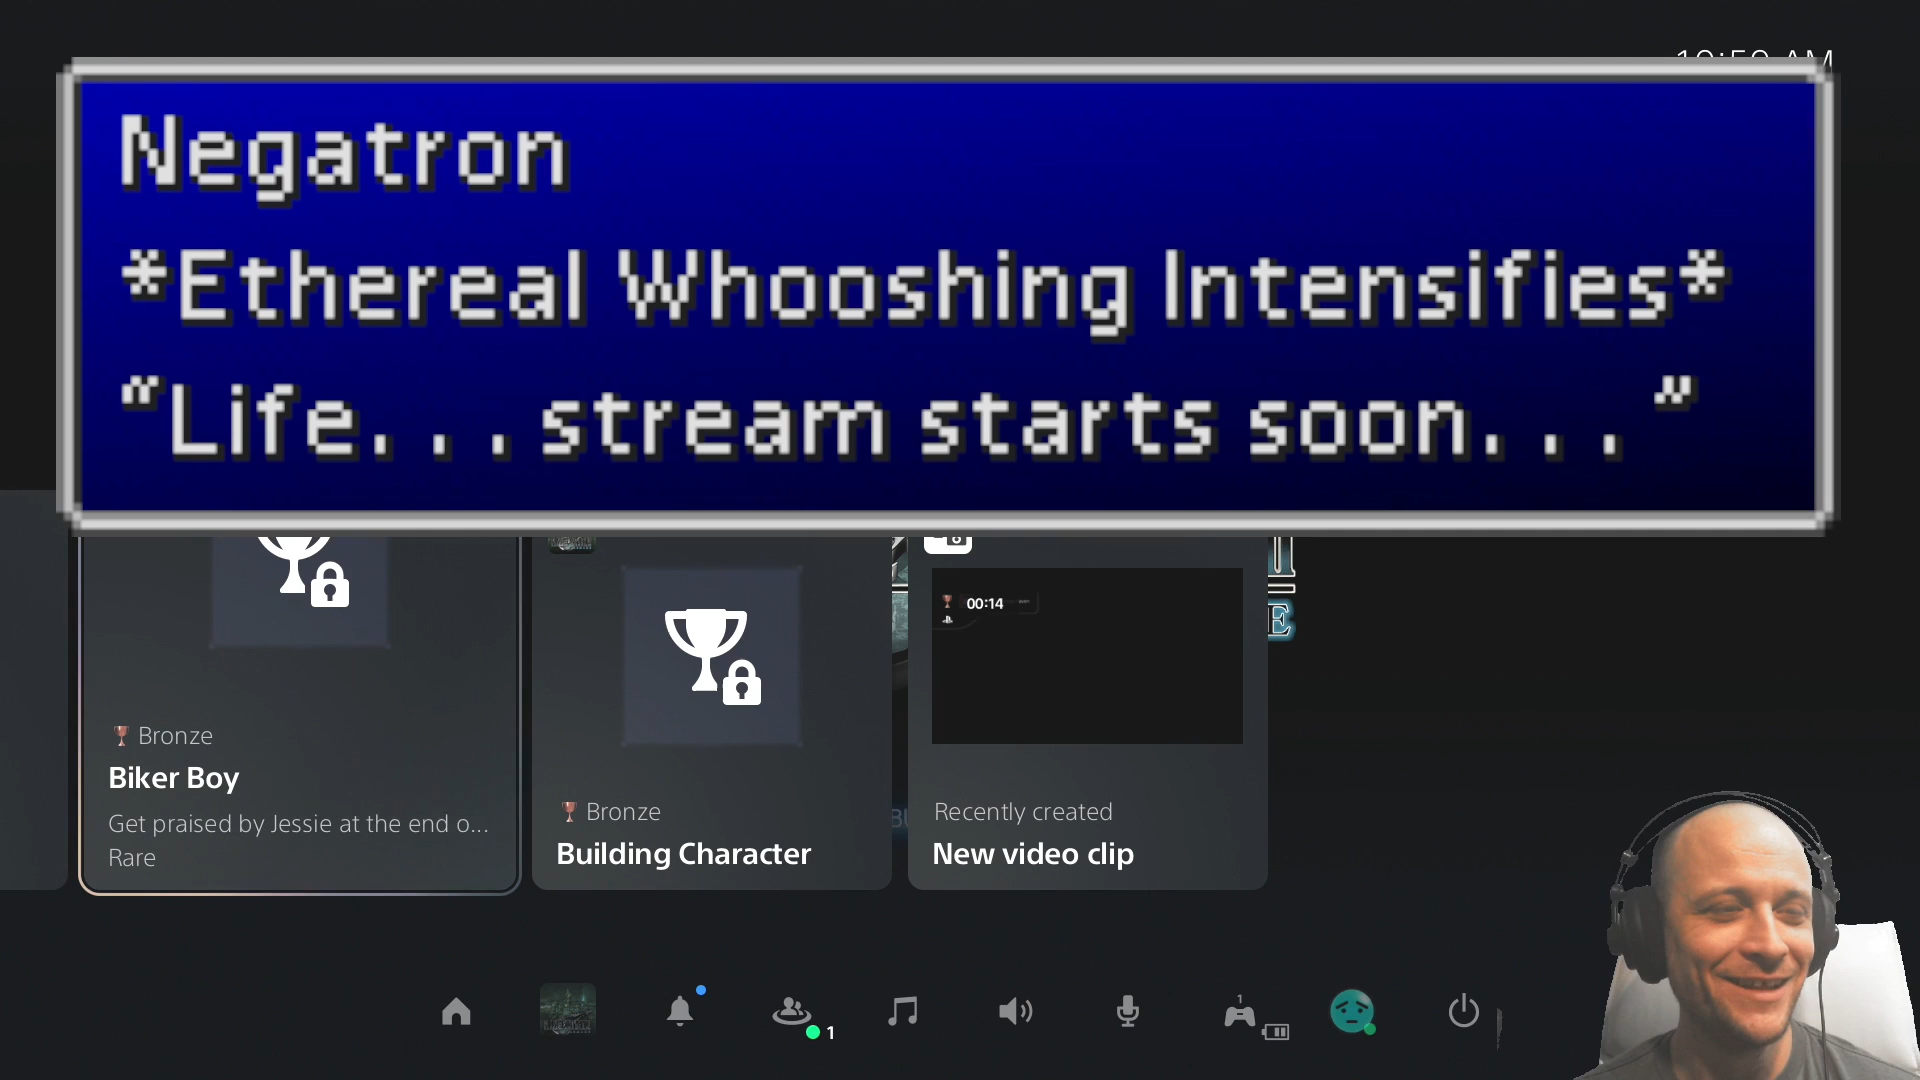 Negatron
*Ethereal Whooshing Intensifies*
"Life...stream starts soon..."
00:14
Bronze
Biker Boy
Get praised by Jessie at the end o...
Rare
Bronze
Building Character
Recently created
New video clip
1
1